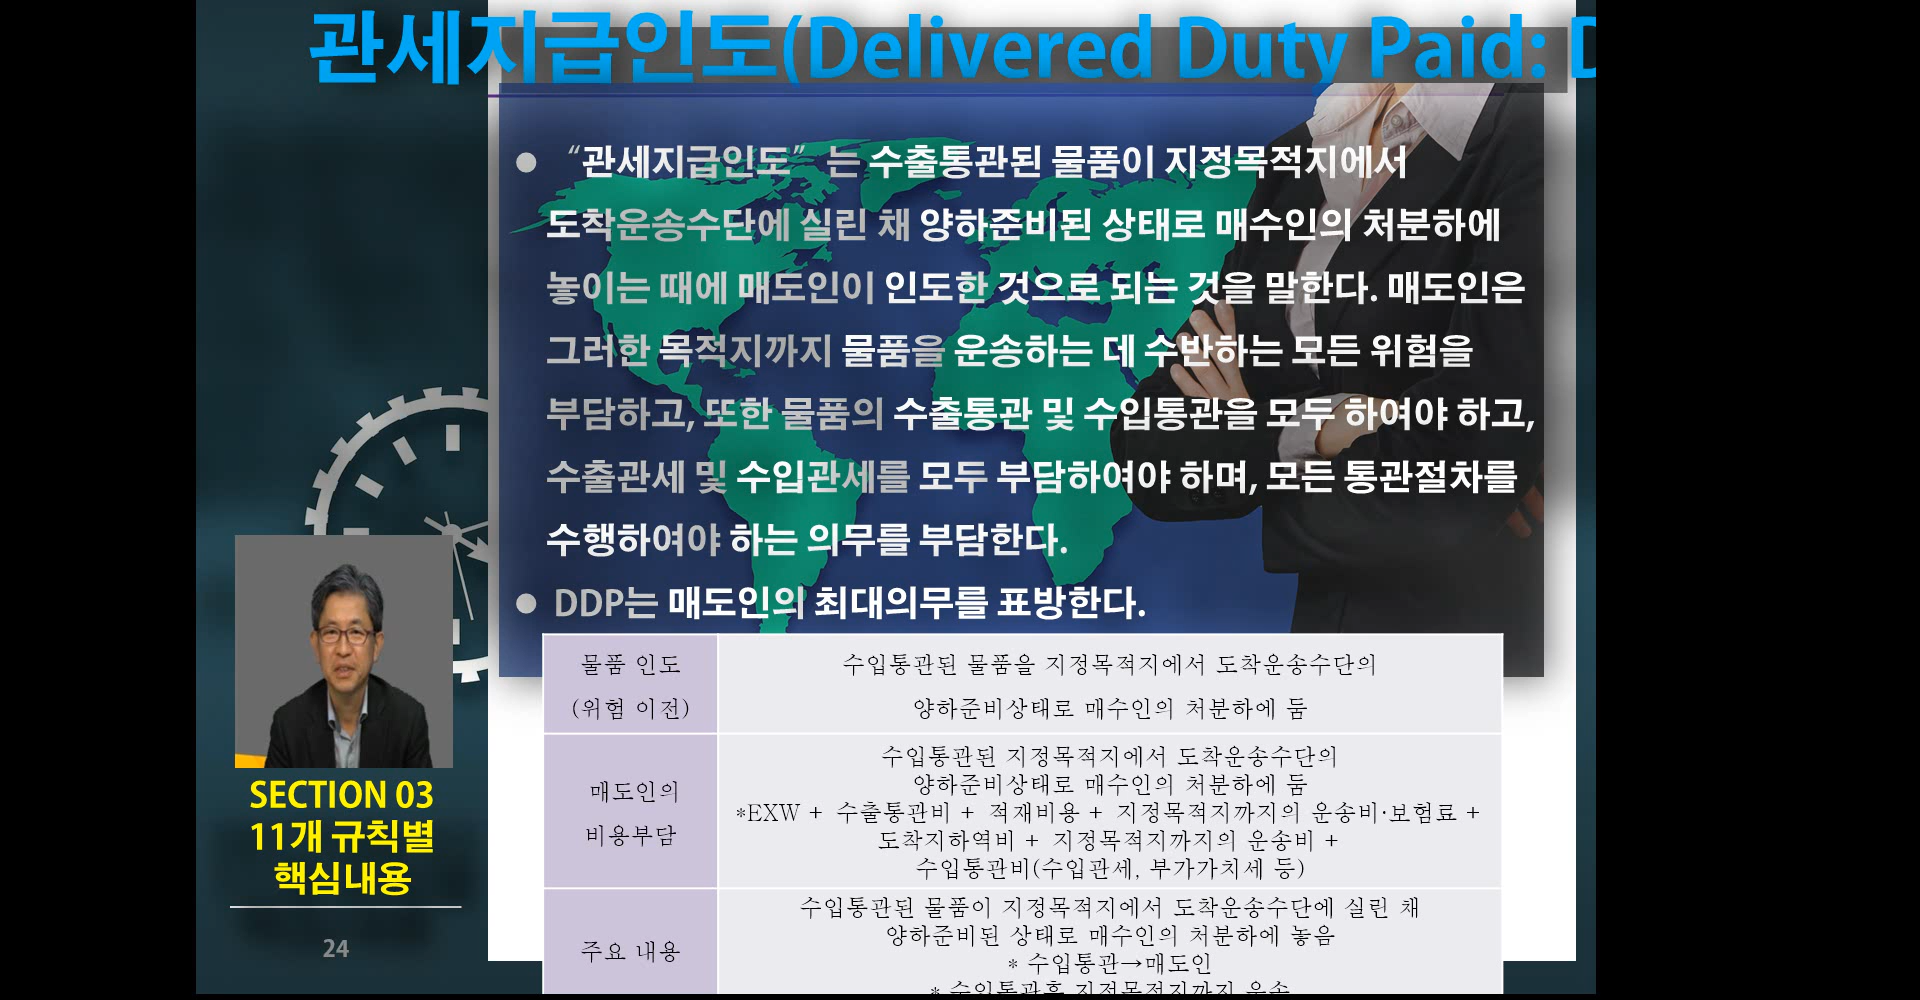 관세지급인도(Delivered Duty Paid: D
● “관세지급인도” 는 수출통관된 물품이 지정목적지에서
도착운송수단에 실린 채 양하준비된 상태로 매수인의 처분하에
놓이는 때에 매도인이 인도한 것으로 되는 것을 말한다. 매도인은
그러한 목적지까지 물품을 운송하는 데 수반하는 모든 위험을
부담하고, 또한 물품의 수출통관 및 수입통관을 모두 하여야 하고,
수출관세 및 수입관세를 모두 부담하여야 하며, 모든 통관절차를
수행하여야 하는 의무를 부담한다.
● DDP는 매도인의 최대의무를 표방한다.
물품 인도
(위험 이전)
수입통관된 물품을 지정목적지에서 도착운송수단의
양하준비상태로 매수인의 처분하에 둠
매도인의
비용부담
수입통관된 지정목적지에서 도착운송수단의
양하준비상태로 매수인의 처분하에 둠
*EXW + 수출통관비 + 적재비용 + 지정목적지까지의 운송비·보험료 +
도착지하역비 + 지정목적지까지의 운송비 +
수입통관비(수입관세, 부가가치세 등)
주요 내용
수입통관된 물품이 지정목적지에서 도착운송수단에 실린 채
양하준비된 상태로 매수인의 처분하에 놓음
* 수입통관→매도인
* 수입통관후 지정목적지까지 운송
SECTION 03
11개 규칙별
핵심내용
24